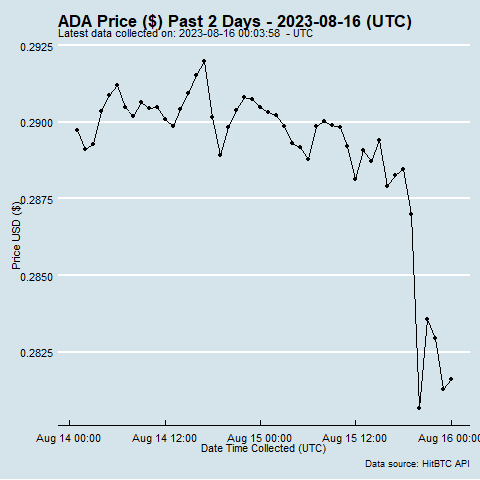 ADA Price ($) Past 2 Days - 2023-08-16 (UTC)
Latest data collected on: 2023-08-16 00:03:58 - UTC
0.2925
0.2900
0.2875
0.2850
0.2825
Price USD ($)
Aug 14 00:00 Aug 14 12:00 Aug 15 00:00 Aug 15 12:00 Aug 16 00:00
Date Time Collected (UTC)
Data source: HitBTC API